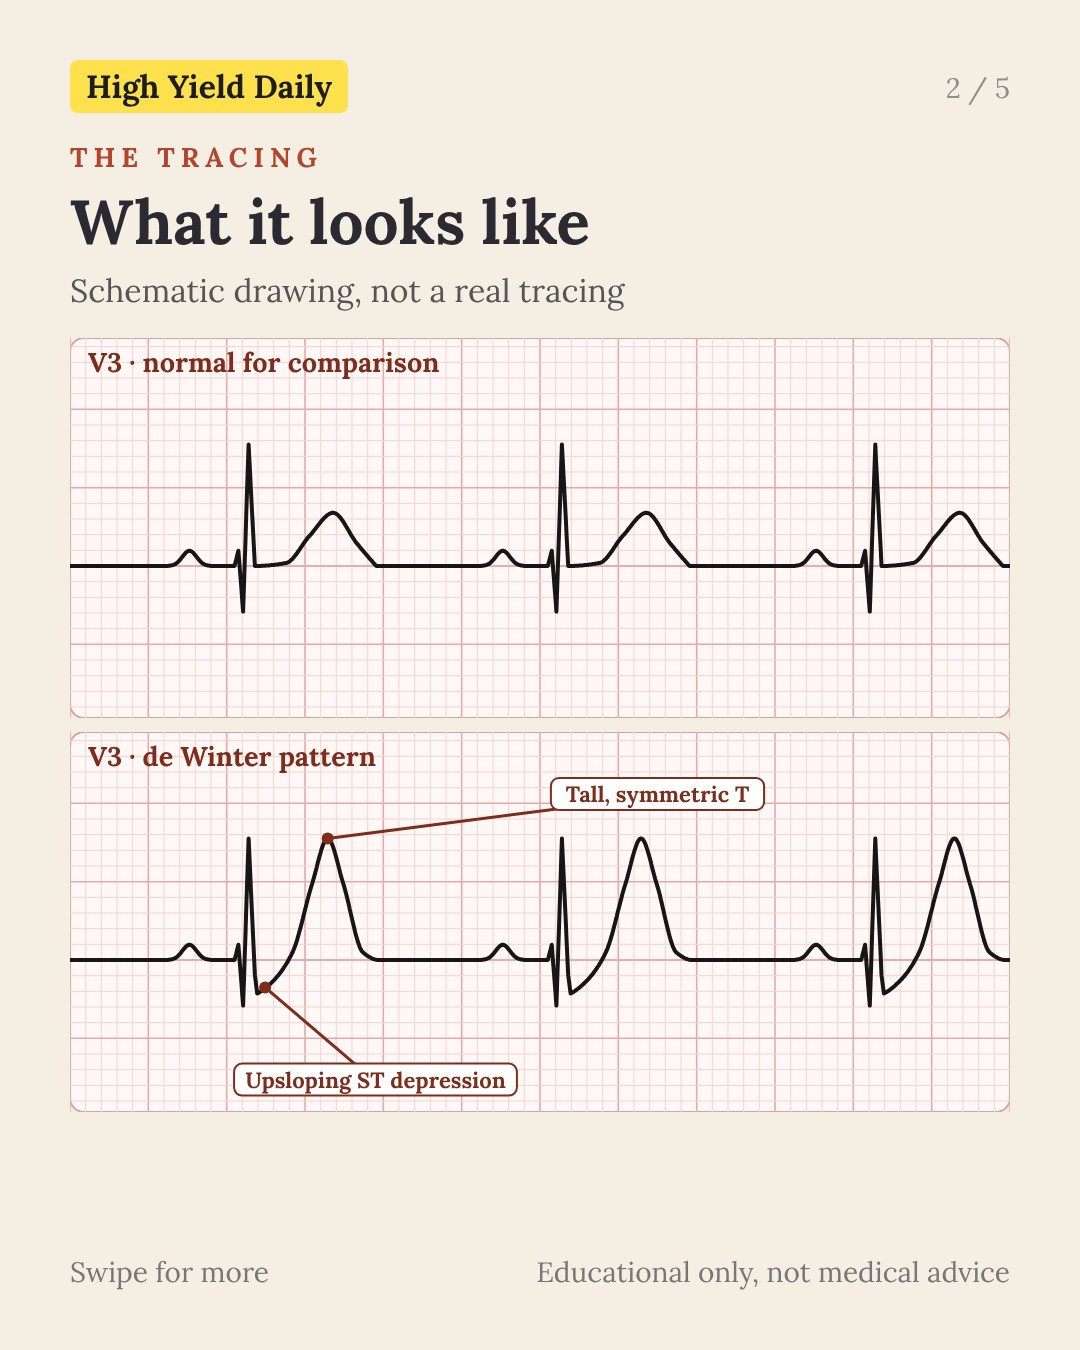 High Yield Daily
2 / 5
THE TRACING
What it looks like
Schematic drawing, not a real tracing
V3 · normal for comparison
V3 · de Winter pattern
Tall, symmetric T
Upsloping ST depression
Swipe for more
Educational only, not medical advice